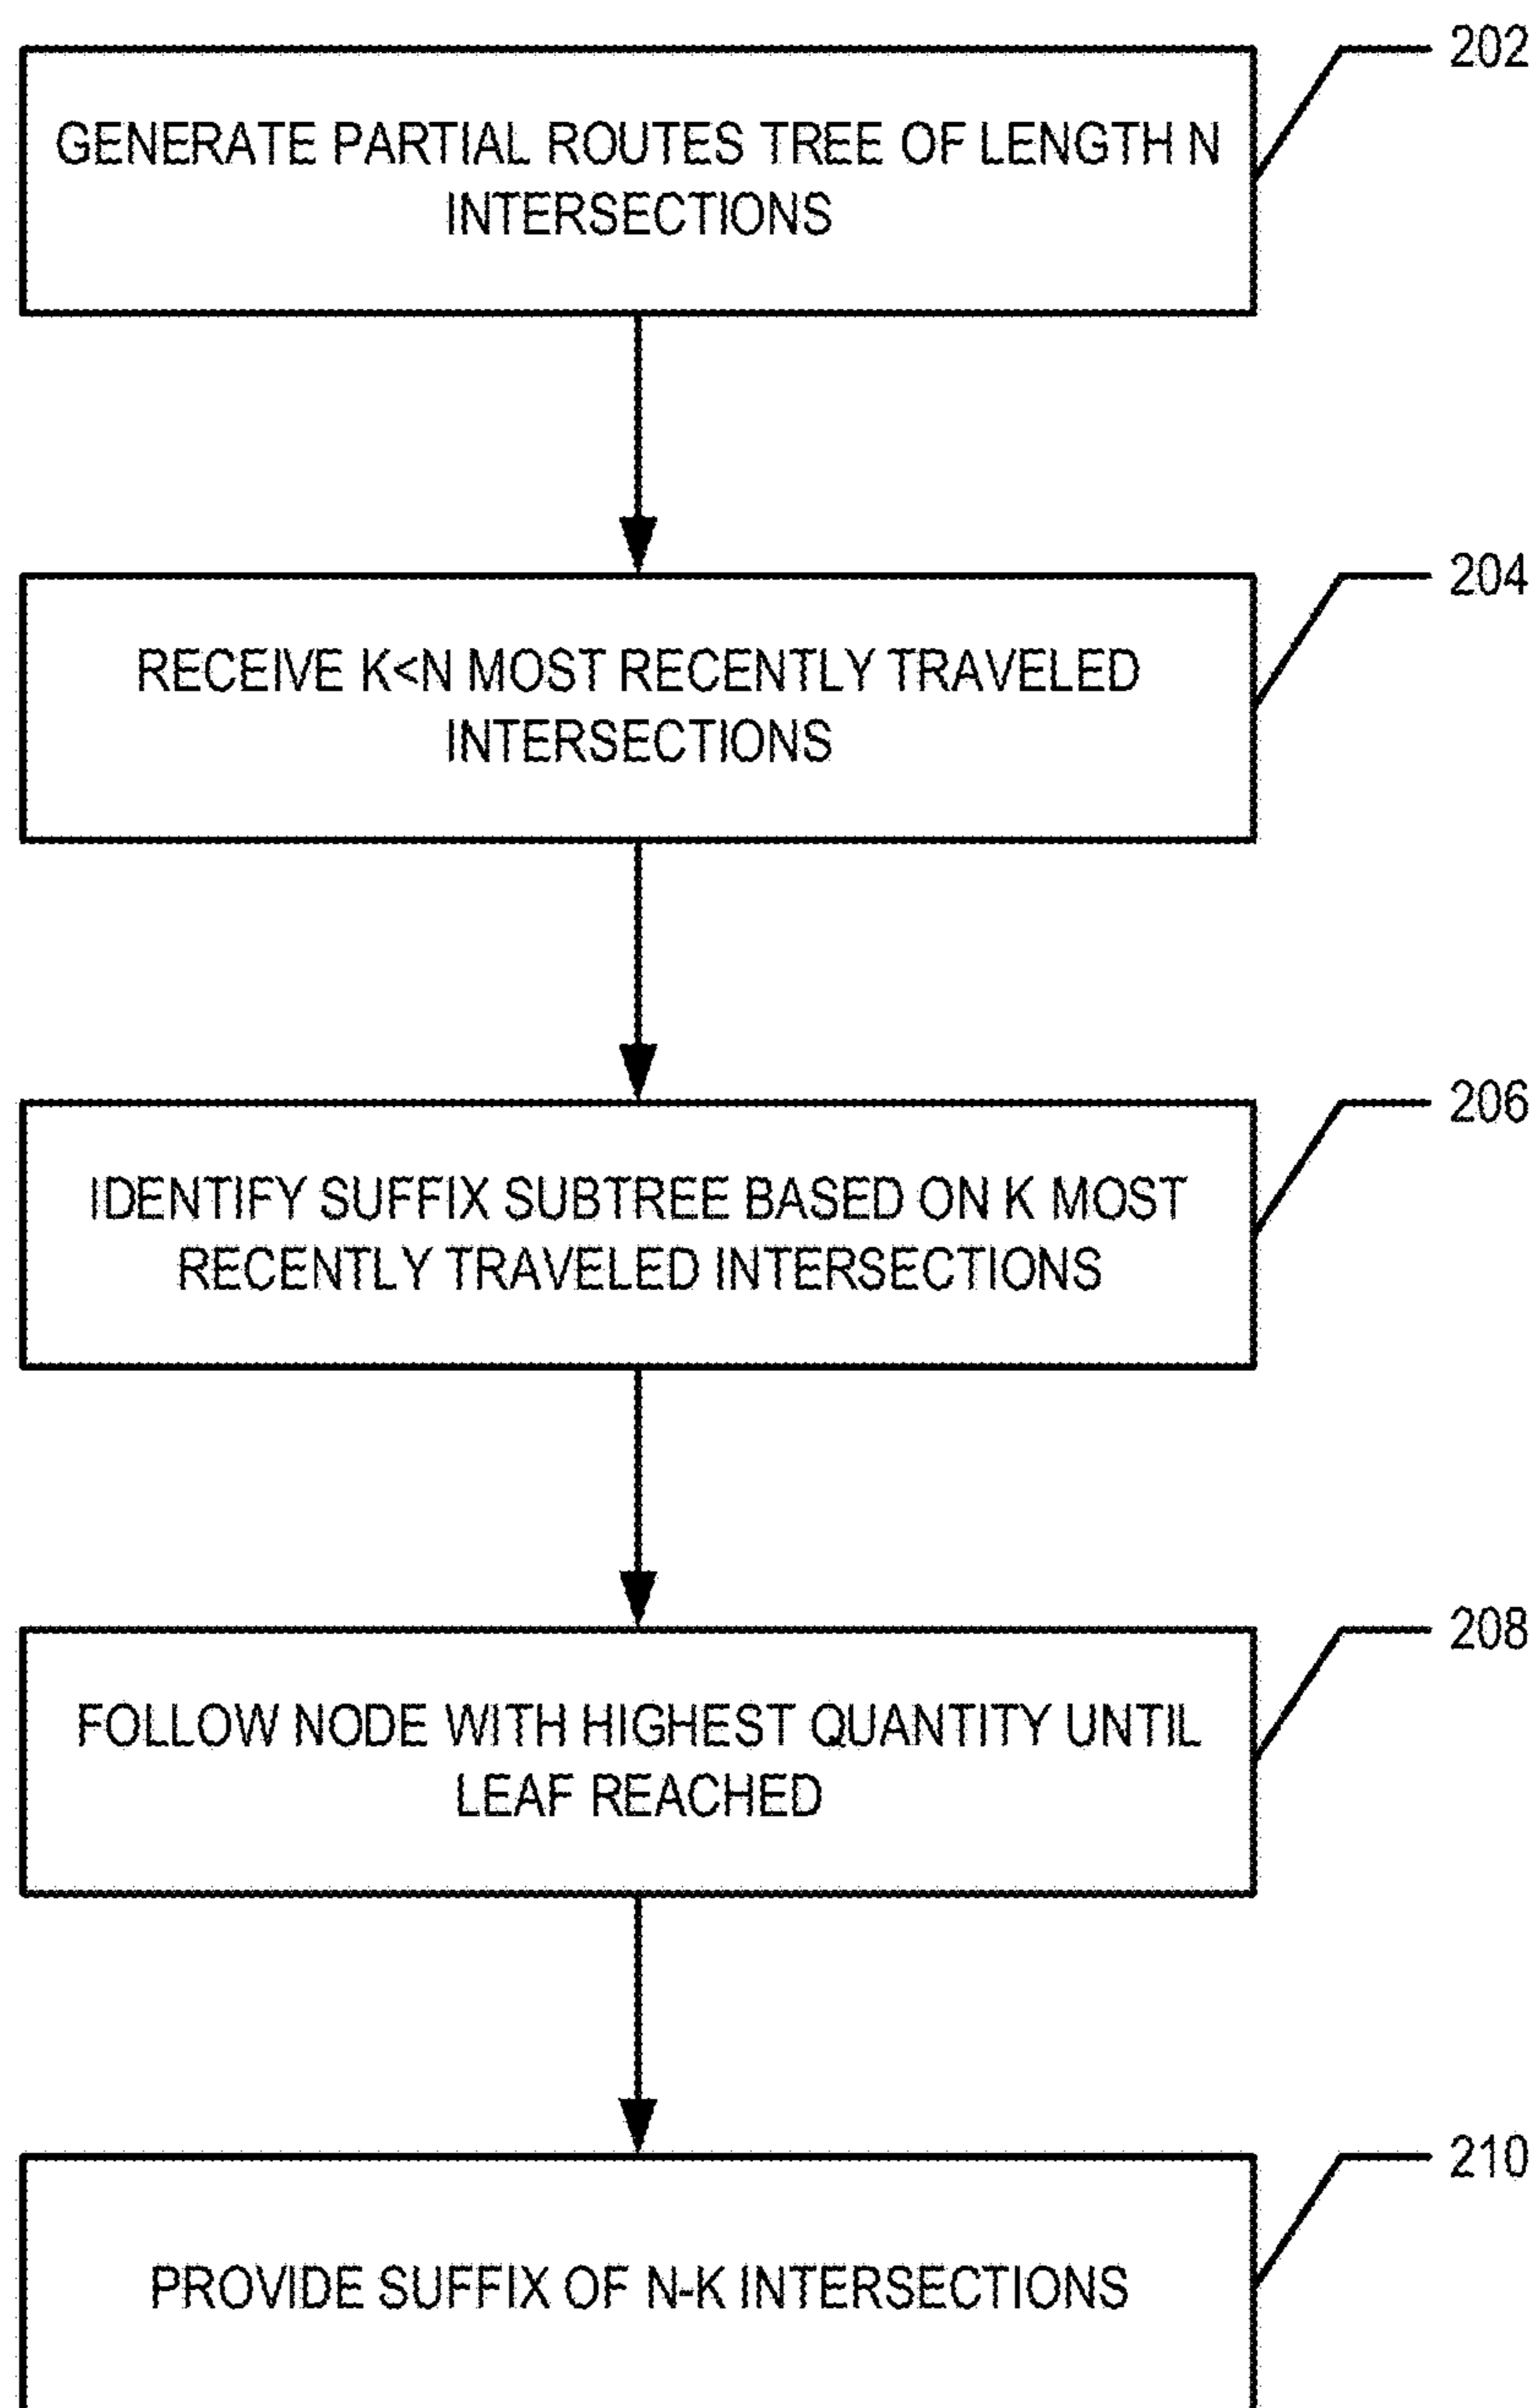 202
GENERATE PARTIAL ROUTES TREE OF LENGTH N
INTERSECTIONS
204
RECEIVE K<N MOST RECENTLY TRAVELED
INTERSECTIONS
206
IDENTIFY SUFFIX SUBTREE BASED ON K MOST
RECENTLY TRAVELED INTERSECTIONS
208
FOLLOW NODE WITH HIGHEST QUANTITY UNTIL
LEAF REACHED
210
PROVIDE SUFFIX OF N-K INTERSECTIONS